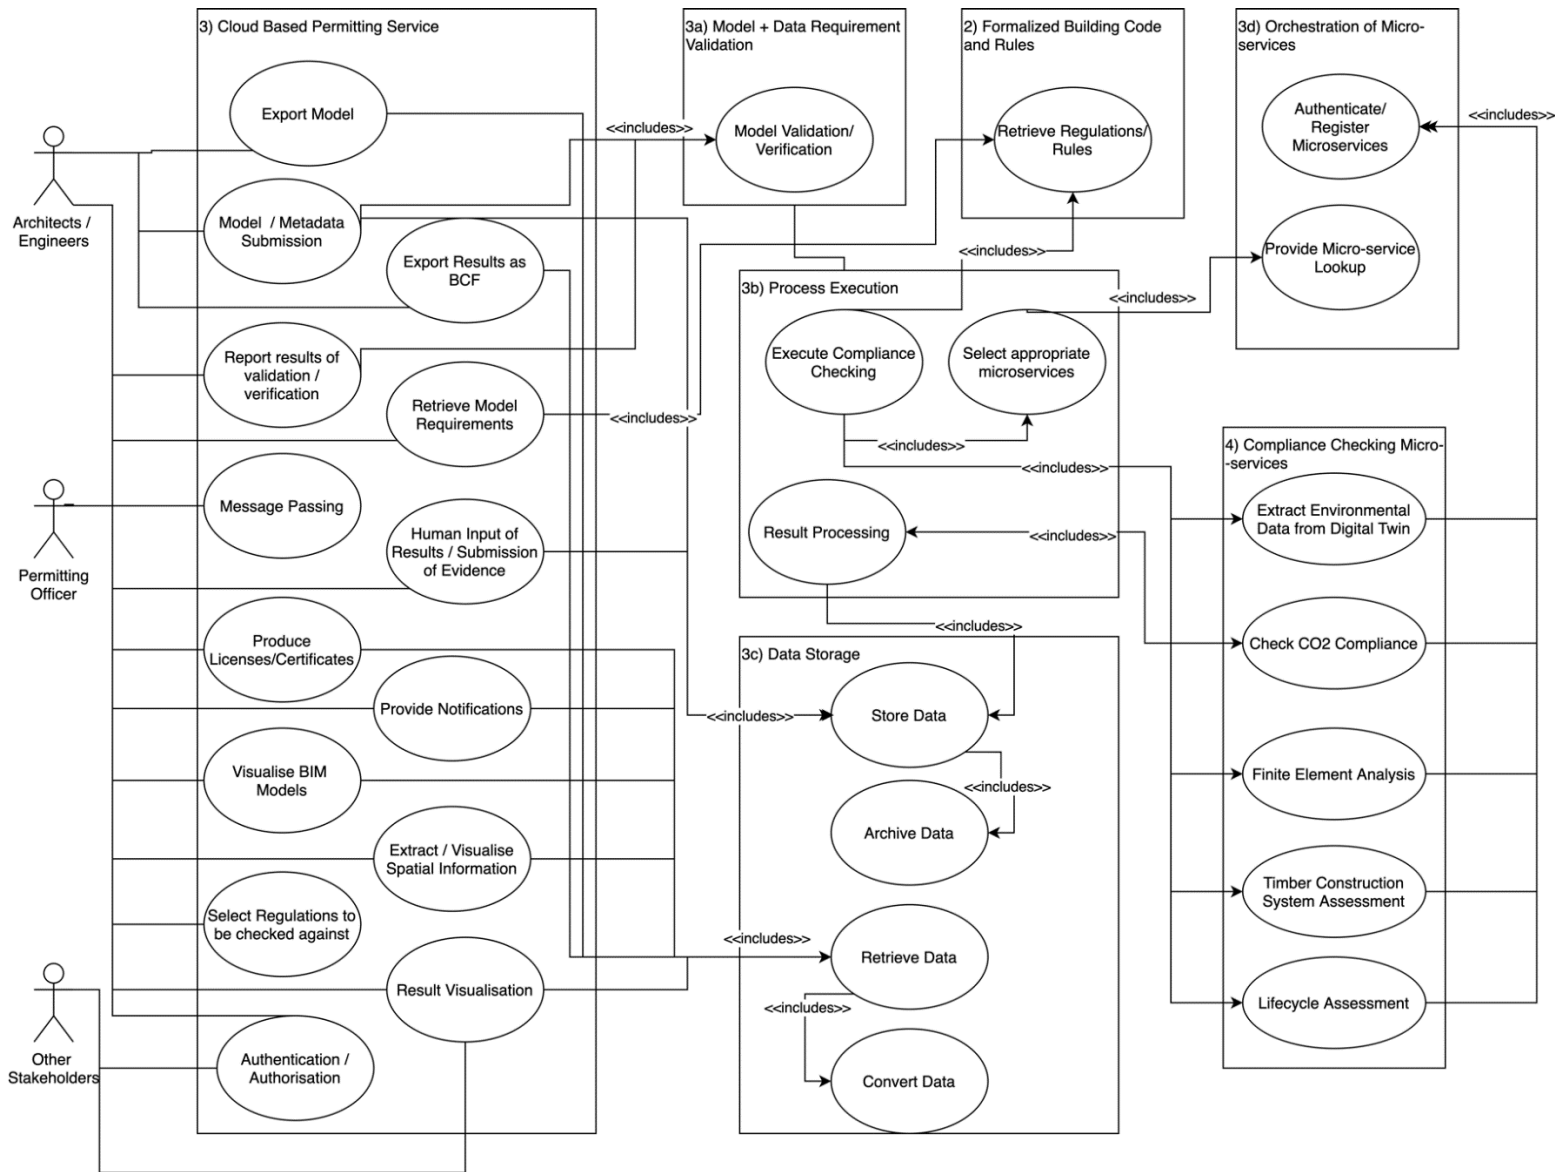 3) Cloud Based Permitting Service
3a) Model + Data Requirement
Validation
2) Formalized Building Code
and Rules
3d) Orchestration of Micro-
services
Export Model
<<includes>>
Model Validation/
Verification
Retrieve Regulations/
Rules
Authenticate/
Register
Microservices
<<includes>>
Architects /
Engineers
Model / Metadata
Submission
Export Results as
BCF
<<includes>>
Provide Micro-service
Lookup
3b) Process Execution
<<includes>>
Report results of
validation /
verification
Execute Compliance
Checking
Select appropriate
microservices
Retrieve Model
Requirements
<<includes>>
<<includes>>
<<includes>>
4) Compliance Checking Micro-
-services
Message Passing
Permitting
Officer
Human Input of
Results / Submission
of Evidence
Result Processing
<<includes>>
Extract Environmental
Data from Digital Twin
Produce
Licenses/Certificates
<<includes>>
3c) Data Storage
Check CO2 Compliance
Provide Notifications
<<includes>>
Store Data
Visualise BIM
Models
<<includes>>
Finite Element Analysis
Archive Data
Extract / Visualise
Spatial Information
Timber Construction
System Assessment
Select Regulations to
be checked against
<<includes>>
Retrieve Data
Result Visualisation
<<includes>>
Lifecycle Assessment
Other
Stakeholders
Authentication /
Authorisation
Convert Data